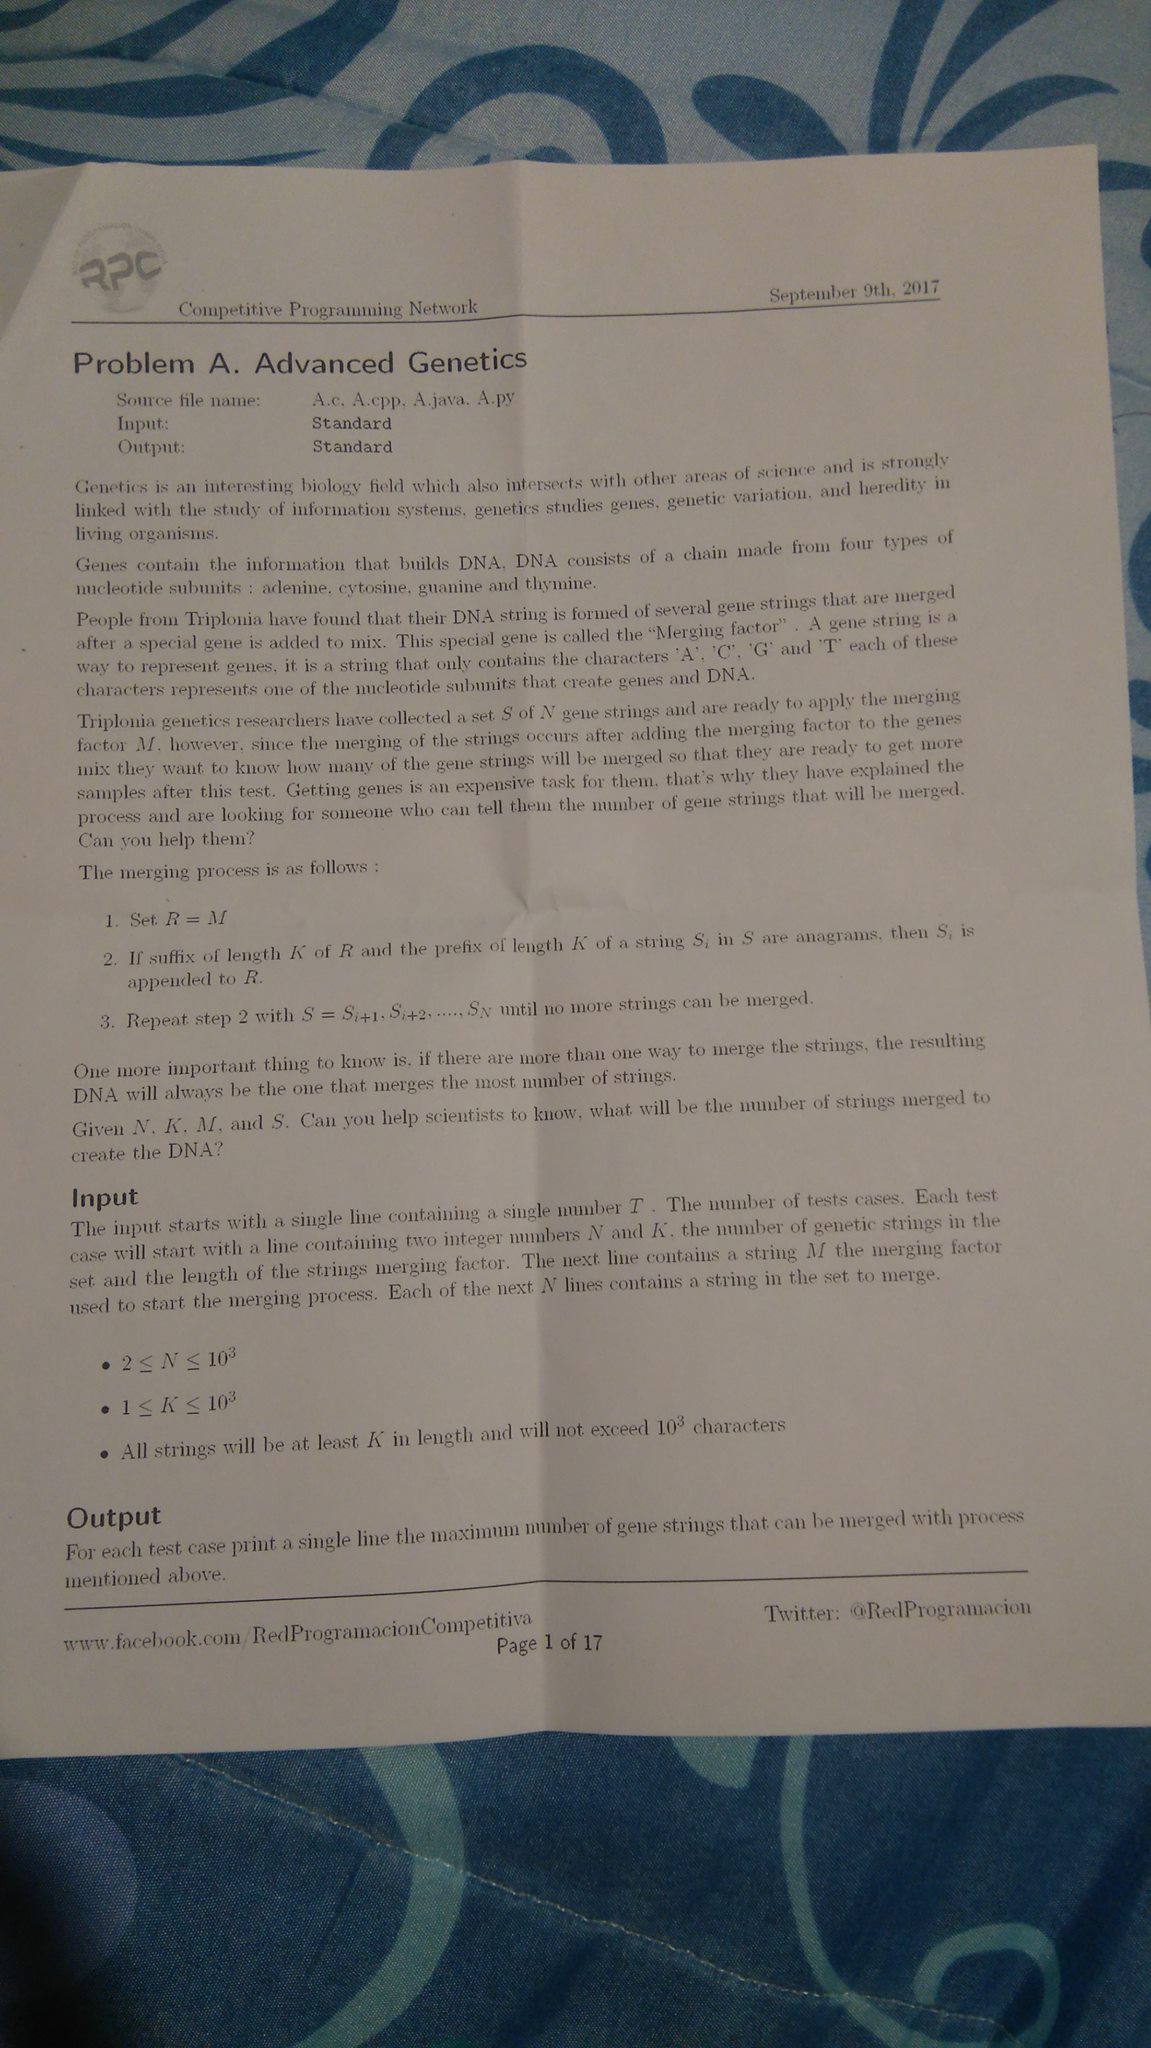 RPC
Competitive Programming Network
September 9th, 2017
Problem A. Advanced Genetics
Source file name: A.c, A.cpp, A.java, A.py
Input: Standard
Output: Standard
Genetics is an interesting biology field which also intersects with other areas of science and is strongly
linked with the study of information systems, genetics studies genes, genetic variation, and heredity in
living organisms.
Genes contain the information that builds DNA, DNA consists of a chain made from four types of
nucleotide subunits : adenine, cytosine, guanine and thymine.
People from Triplonia have found that their DNA string is formed of several gene strings that are merged
after a special gene is added to mix. This special gene is called the “Merging factor” . A gene string is a
way to represent genes, it is a string that only contains the characters 'A', 'C', 'G' and 'T' each of these
characters represents one of the nucleotide subunits that create genes and DNA.
Triplonia genetics researchers have collected a set S of N gene strings and are ready to apply the merging
factor M, however, since the merging of the strings occurs after adding the merging factor to the genes
mix they want to know how many of the gene strings will be merged so that they are ready to get more
samples after this test. Getting genes is an expensive task for them, that's why they have explained the
process and are looking for someone who can tell them the number of gene strings that will be merged.
Can you help them?
The merging process is as follows :
1. Set R = M
2. If suffix of length K of R and the prefix of length K of a string Sᵢ in S are anagrams, then Sᵢ is
appended to R.
3. Repeat step 2 with S = Sᵢ₊₁, Sᵢ₊₂, ...., S_N until no more strings can be merged.
One more important thing to know is, if there are more than one way to merge the strings, the resulting
DNA will always be the one that merges the most number of strings.
Given N, K, M, and S. Can you help scientists to know, what will be the number of strings merged to
create the DNA?
Input
The input starts with a single line containing a single number T . The number of tests cases. Each test
case will start with a line containing two integer numbers N and K, the number of genetic strings in the
set and the length of the strings merging factor. The next line contains a string M the merging factor
used to start the merging process. Each of the next N lines contains a string in the set to merge.
• 2 ≤ N ≤ 10³
• 1 ≤ K ≤ 10³
• All strings will be at least K in length and will not exceed 10³ characters
Output
For each test case print a single line the maximum number of gene strings that can be merged with process
mentioned above.
www.facebook.com/RedProgramacionCompetitiva
Twitter: @RedProgramacion
Page 1 of 17